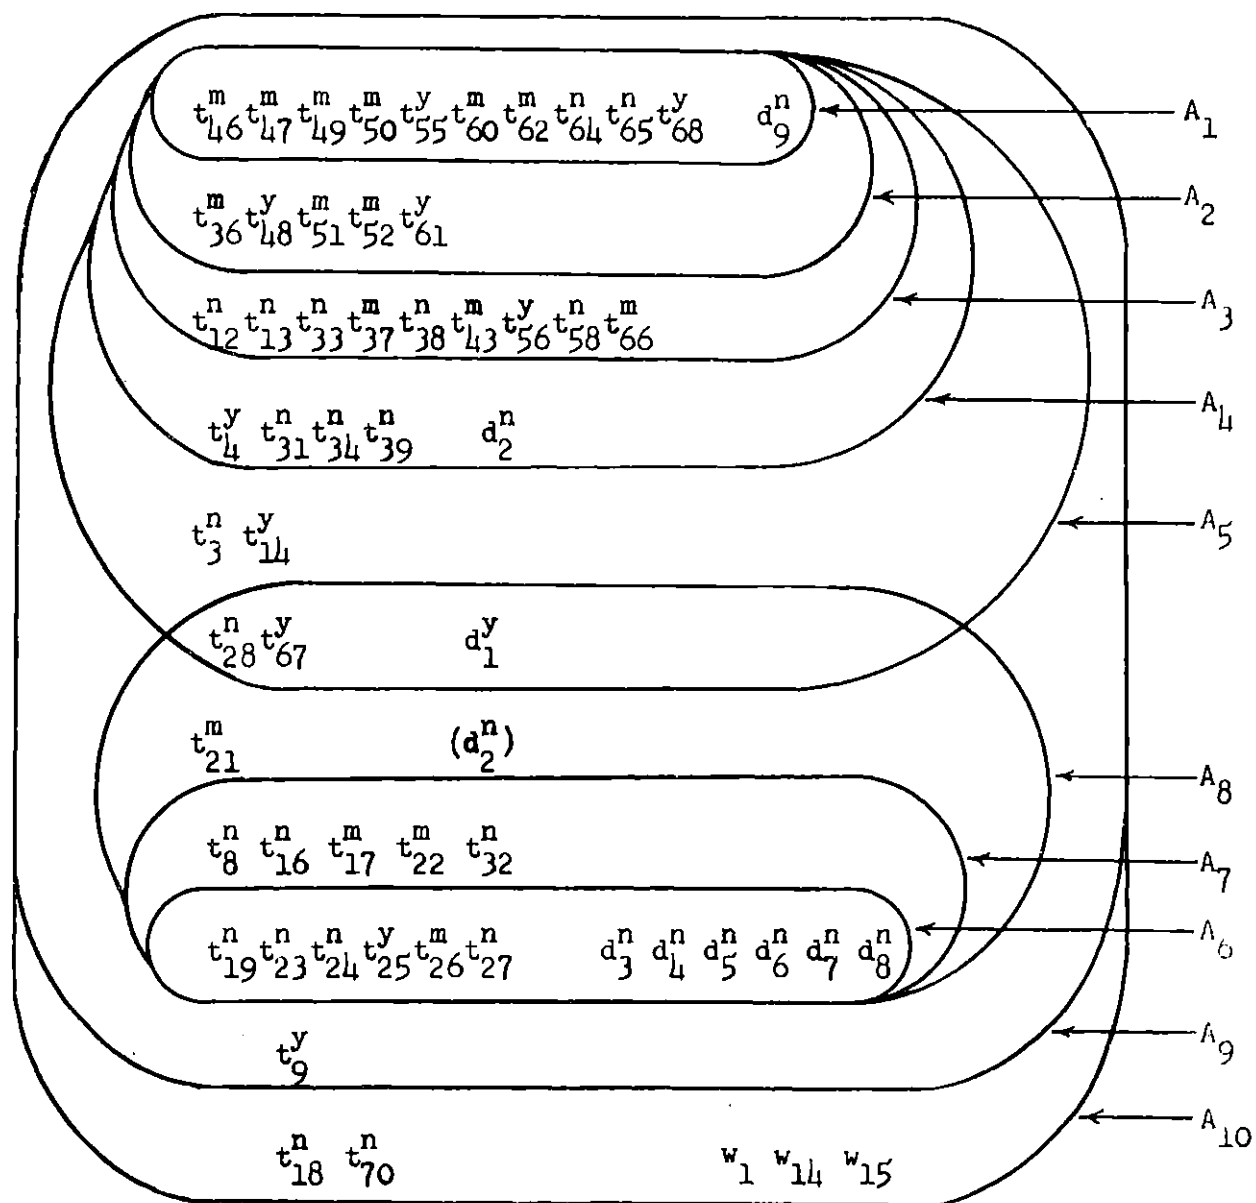 t^m_46 t^m_47 t^m_49 t^m_50 t^y_55 t^m_60 t^m_62 t^n_64 t^n_65 t^y_68 d^n_9 A_1
t^m_36 t^y_48 t^m_51 t^m_52 t^y_61 A_2
t^n_12 t^n_13 t^n_33 t^m_37 t^n_38 t^m_43 t^y_56 t^n_58 t^m_66 A_3
t^y_4 t^n_31 t^n_34 t^n_39 d^n_2 A_4
t^n_3 t^y_14 A_5
t^n_28 t^y_67 d^y_1
t^m_21 (d^n_2) A_8
t^n_8 t^n_16 t^m_17 t^m_22 t^n_32 A_7
t^n_19 t^n_23 t^n_24 t^y_25 t^m_26 t^n_27 d^n_3 d^n_4 d^n_5 d^n_6 d^n_7 d^n_8 A_6
t^y_9 A_9
t^n_18 t^n_70 w_1 w_14 w_15 A_10